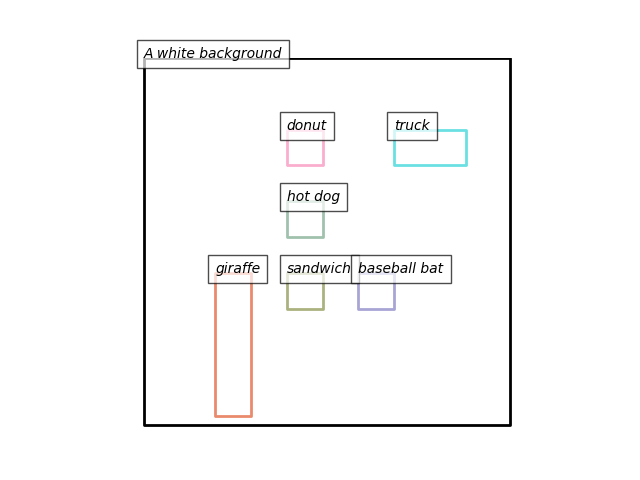 A white background
donut
truck
hot dog
giraffe
sandwich
baseball bat